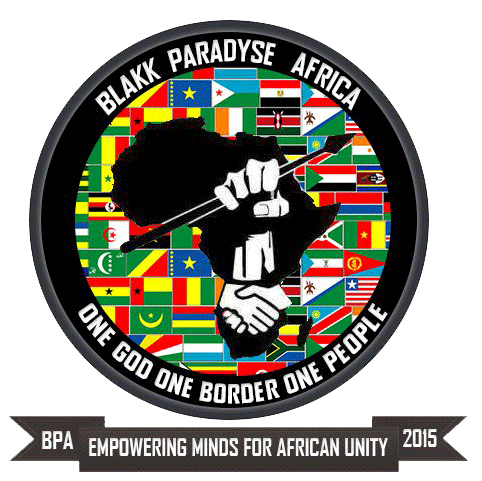 BLAKK PARADYSE AFRICA
ONE GOD ONE BORDER ONE PEOPLE
BPA EMPOWERING MINDS FOR AFRICAN UNITY 2015